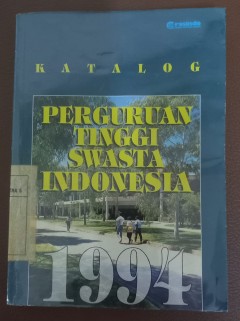 KATALOG
PERGURUAN
TINGGI
SWASTA
INDONESIA
1994